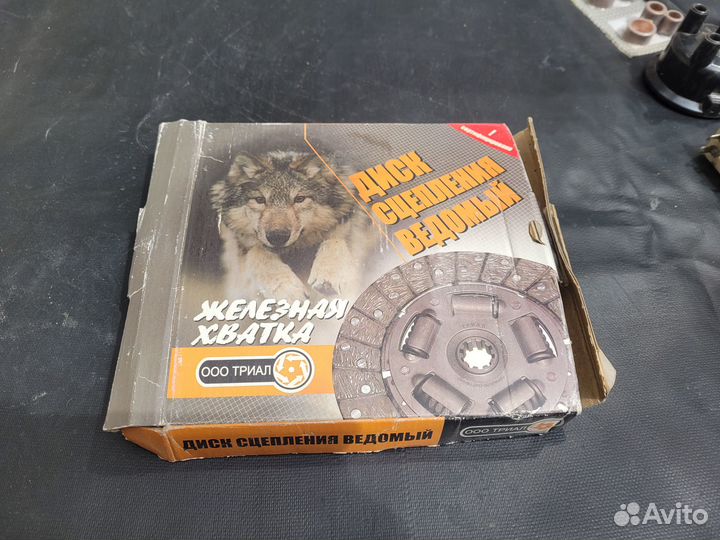 ДИСК
СЦЕПЛЕНИЯ
ВЕДОМЫЙ
ЖЕЛЕЗНАЯ
ХВАТКА
ООО ТРИАЛ
ДИСК СЦЕПЛЕНИЯ ВЕДОМЫЙ
ООО ТРИАЛ
Avito